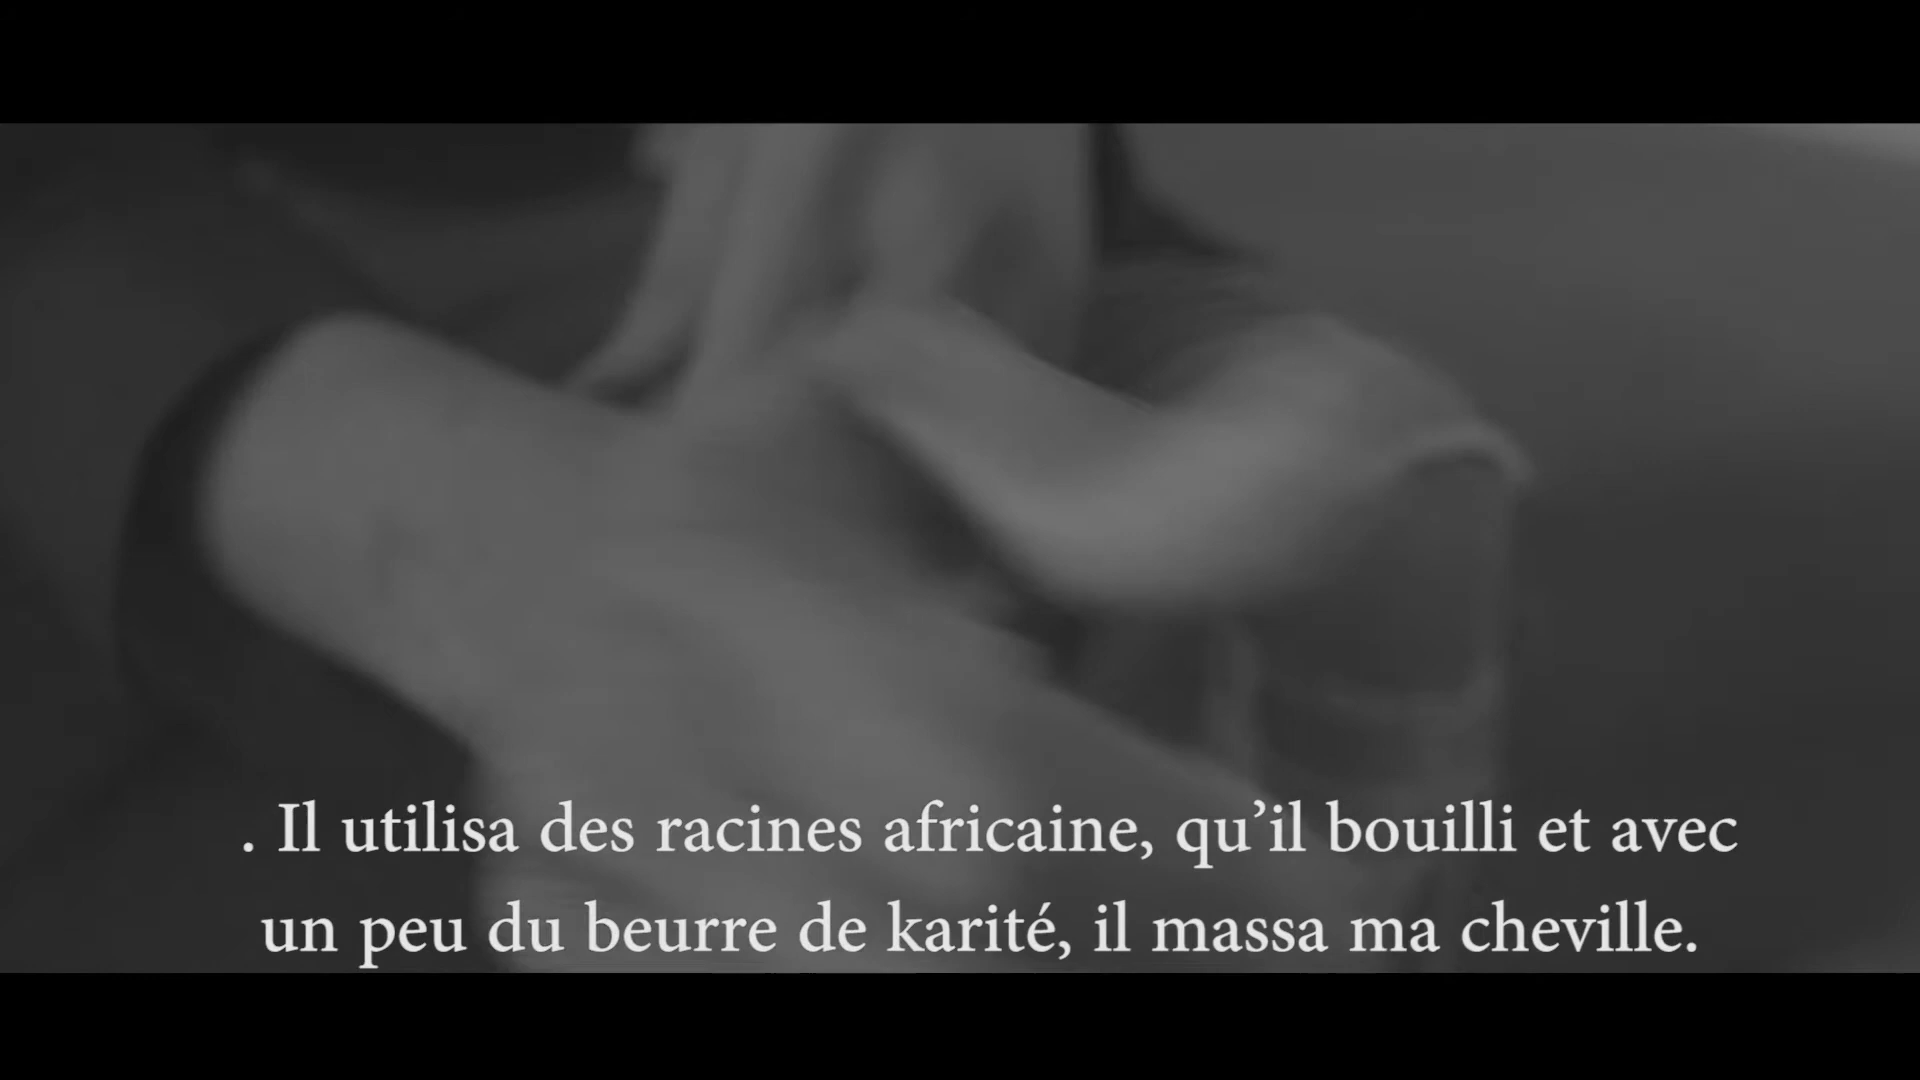 . Il utilisa des racines africaine, qu’il bouilli et avec
un peu du beurre de karité, il massa ma cheville.